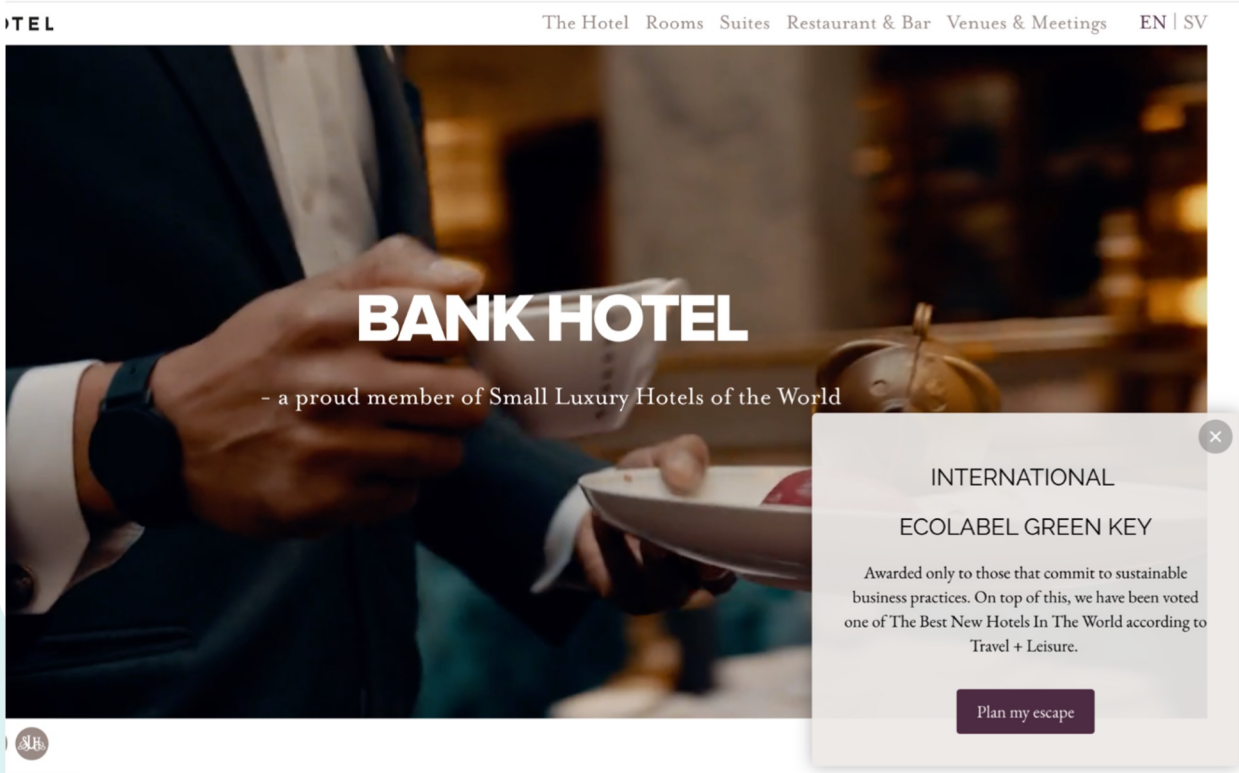 OTEL
The Hotel Rooms Suites Restaurant & Bar Venues & Meetings EN | SV
BANK HOTEL
- a proud member of Small Luxury Hotels of the World
INTERNATIONAL
ECOLABEL GREEN KEY
Awarded only to those that commit to sustainable
business practices. On top of this, we have been voted
one of The Best New Hotels In The World according to
Travel + Leisure.
Plan my escape
SLH